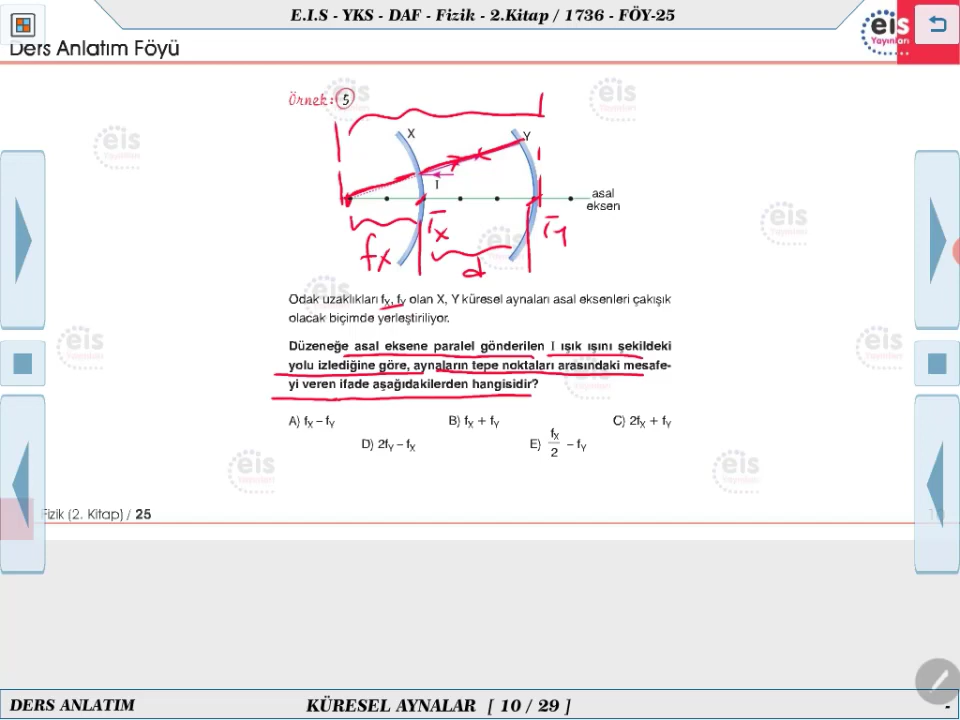 E.I.S - YKS - DAF - Fizik - 2.Kitap / 1736 - FÖY-25
eis
Yayınları
Ders Anlatım Föyü
Örnek: 5
X
Y
I
asal
eksen
fX
TX
d
TY
Odak uzaklıkları fX, fY olan X, Y küresel aynaları asal eksenleri çakışık
olacak biçimde yerleştiriliyor.
Düzeneğe asal eksene paralel gönderilen I ışık ışını şekildeki
yolu izlediğine göre, aynaların tepe noktaları arasındaki mesafe-
yi veren ifade aşağıdakilerden hangisidir?
A) fX – fY
B) fX + fY
C) 2fX + fY
D) 2fY – fX
E) fX/2 – fY
Fizik (2. Kitap) / 25
DERS ANLATIM
KÜRESEL AYNALAR [ 10 / 29 ]
-